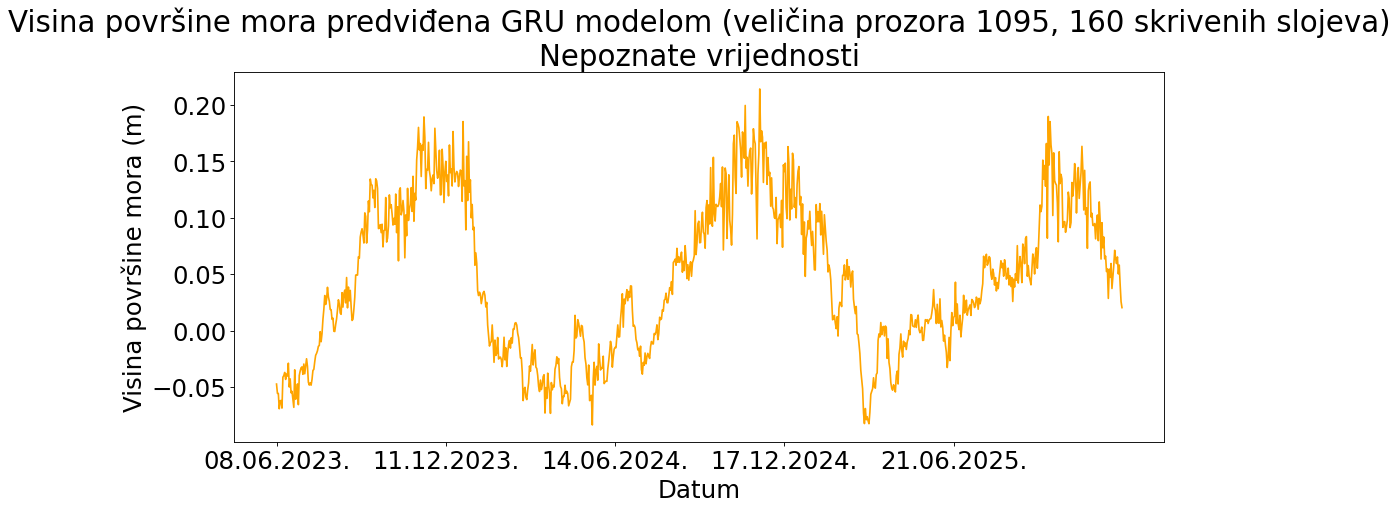 Visina površine mora predviđena GRU modelom (veličina prozora 1095, 160 skrivenih slojeva)
Nepoznate vrijednosti
Visina površine mora (m)
0.20
0.15
0.10
0.05
0.00
−0.05
08.06.2023. 11.12.2023. 14.06.2024. 17.12.2024. 21.06.2025.
Datum